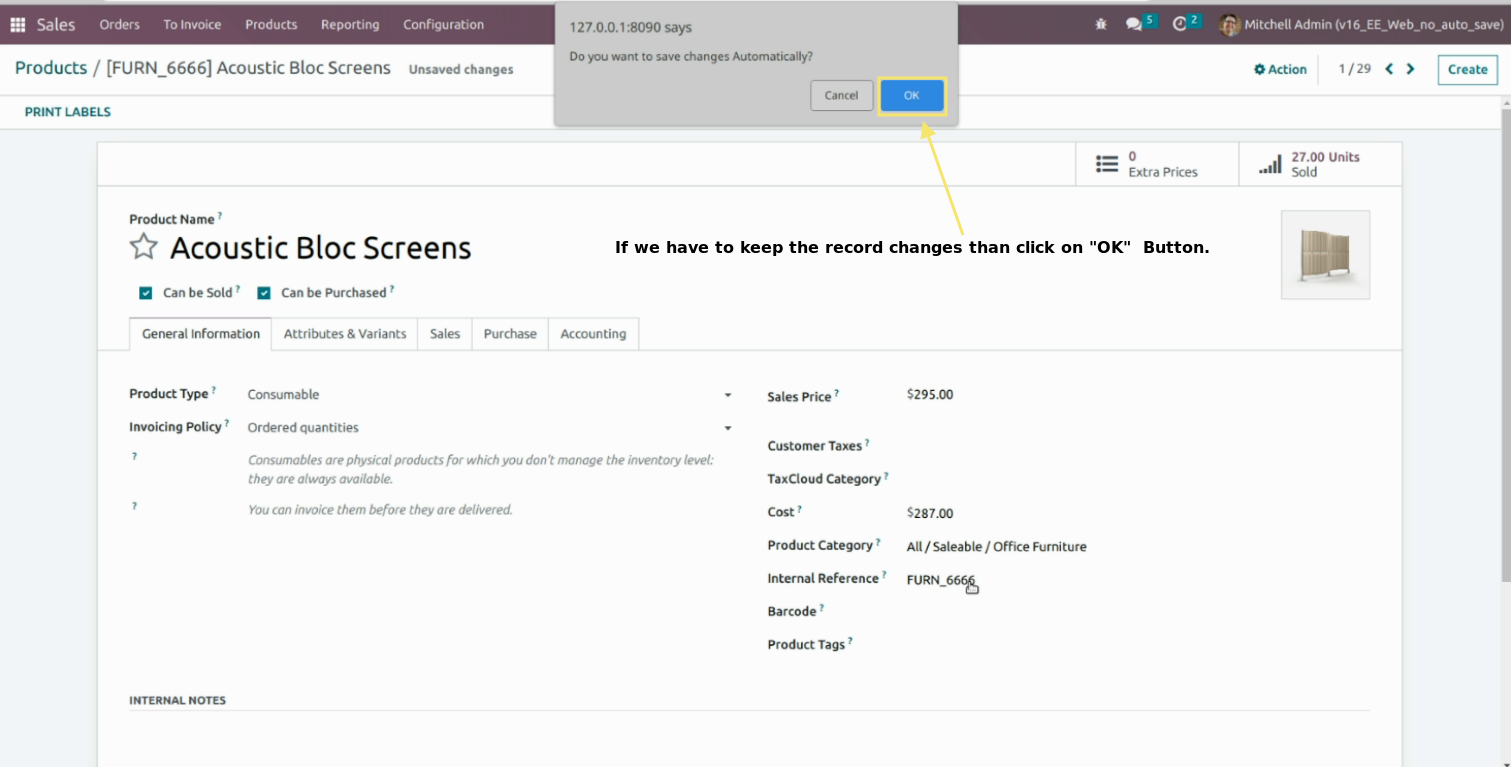 Sales Orders To Invoice Products Reporting Configuration 5 2 Mitchell Admin (v16_EE_Web_no_auto_save)
127.0.0.1:8090 says
Do you want to save changes Automatically?
Cancel OK
Products / [FURN_6666] Acoustic Bloc Screens Unsaved changes Action 1 / 29 Create
PRINT LABELS
0
Extra Prices
27.00 Units
Sold
Product Name ?
Acoustic Bloc Screens
If we have to keep the record changes than click on "OK" Button.
Can be Sold ? Can be Purchased ?
General Information Attributes & Variants Sales Purchase Accounting
Product Type ? Consumable
Invoicing Policy ? Ordered quantities
? Consumables are physical products for which you don't manage the inventory level:
they are always available.
? You can invoice them before they are delivered.
Sales Price ? $295.00
Customer Taxes ?
TaxCloud Category ?
Cost ? $287.00
Product Category ? All / Saleable / Office Furniture
Internal Reference ? FURN_6666
Barcode ?
Product Tags ?
INTERNAL NOTES